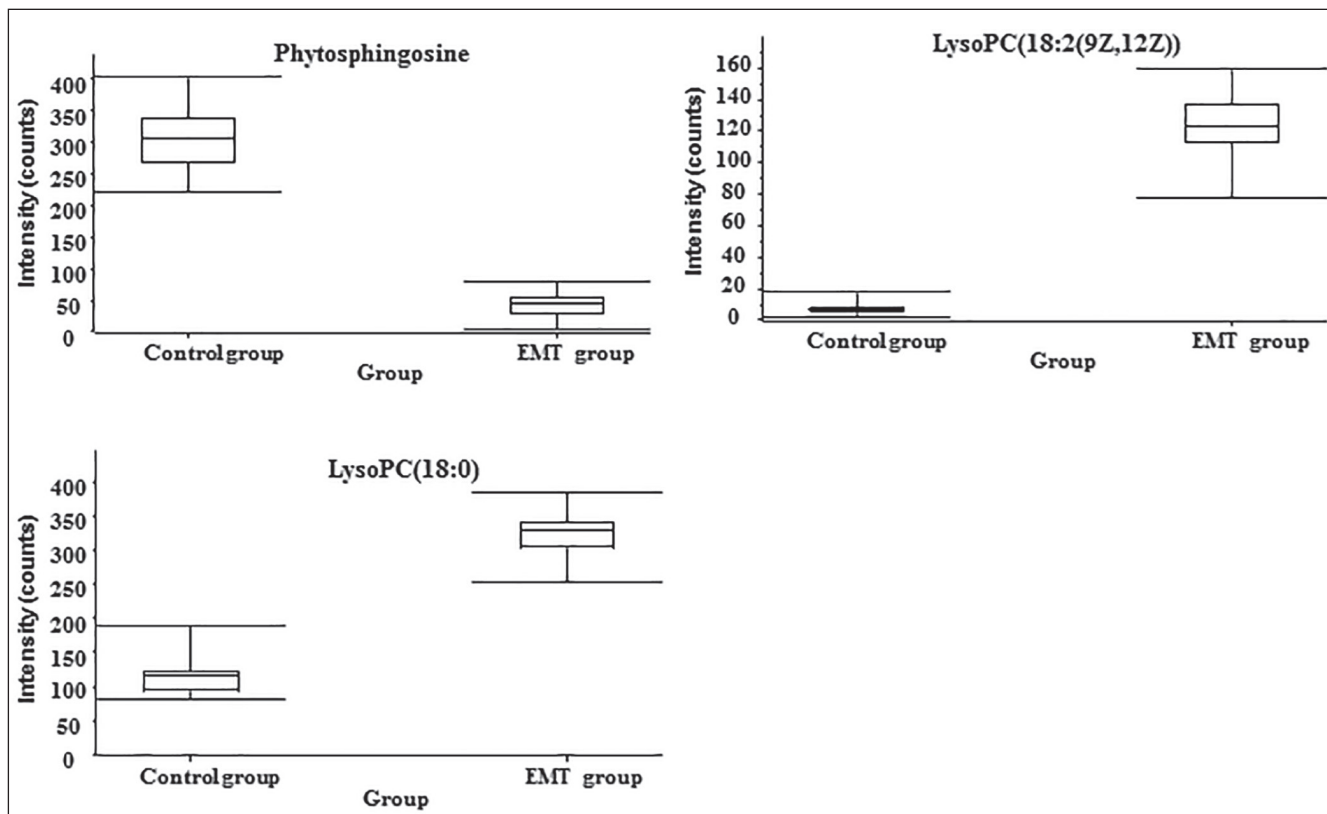 Phytosphingosine
Intensity (counts)
400
350
300
250
200
150
100
50
0
Controlgroup
EMT group
Group
LysoPC(18:2(9Z,12Z))
Intensity (counts)
160
140
120
100
80
60
40
20
0
Controlgroup
EMT group
Group
LysoPC(18:0)
Intensity (counts)
400
350
300
250
200
150
100
50
0
Controlgroup
EMT group
Group